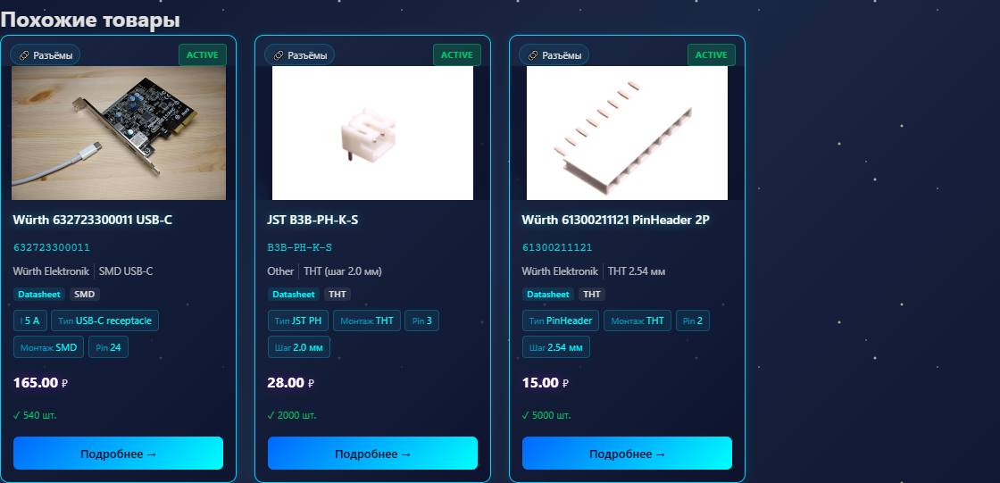 Похожие товары
Разъёмы
ACTIVE
Würth 632723300011 USB-C
632723300011
Würth Elektronik | SMD USB-C
Datasheet SMD
I 5 A
Тип USB-C receptacle
Монтаж SMD
Pin 24
165.00 ₽
✓ 540 шт.
Подробнее →
Разъёмы
ACTIVE
JST B3B-PH-K-S
B3B-PH-K-S
Other | THT (шаг 2.0 мм)
Datasheet THT
Тип JST PH
Монтаж THT
Pin 3
Шаг 2.0 мм
28.00 ₽
✓ 2000 шт.
Подробнее →
Разъёмы
ACTIVE
Würth 61300211121 PinHeader 2P
61300211121
Würth Elektronik | THT 2.54 мм
Datasheet THT
Тип PinHeader
Монтаж THT
Pin 2
Шаг 2.54 мм
15.00 ₽
✓ 5000 шт.
Подробнее →